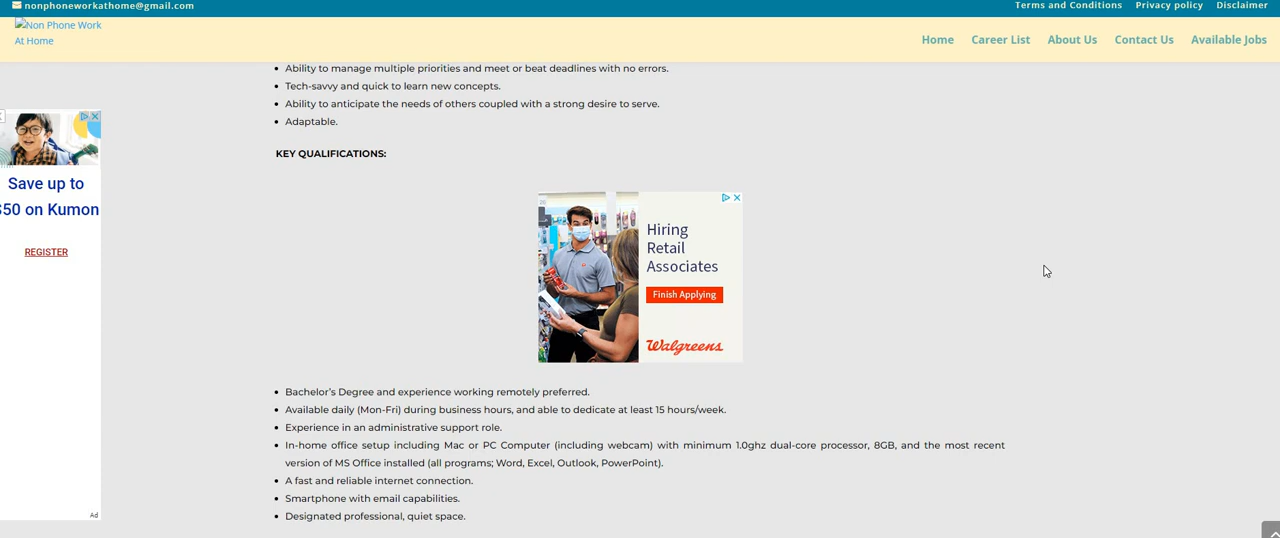 nonphoneworkathome@gmail.com
Terms and Conditions Privacy policy Disclaimer
Non Phone Work
At Home
Home Career List About Us Contact Us Available Jobs
Ability to manage multiple priorities and meet or beat deadlines with no errors.
Tech-savvy and quick to learn new concepts.
Ability to anticipate the needs of others coupled with a strong desire to serve.
Adaptable.
KEY QUALIFICATIONS:
Save up to
$50 on Kumon
REGISTER
Ad
Hiring
Retail
Associates
Finish Applying
Walgreens
Bachelor’s Degree and experience working remotely preferred.
Available daily (Mon-Fri) during business hours, and able to dedicate at least 15 hours/week.
Experience in an administrative support role.
In-home office setup including Mac or PC Computer (including webcam) with minimum 1.0ghz dual-core processor, 8GB, and the most recent
version of MS Office installed (all programs; Word, Excel, Outlook, PowerPoint).
A fast and reliable internet connection.
Smartphone with email capabilities.
Designated professional, quiet space.